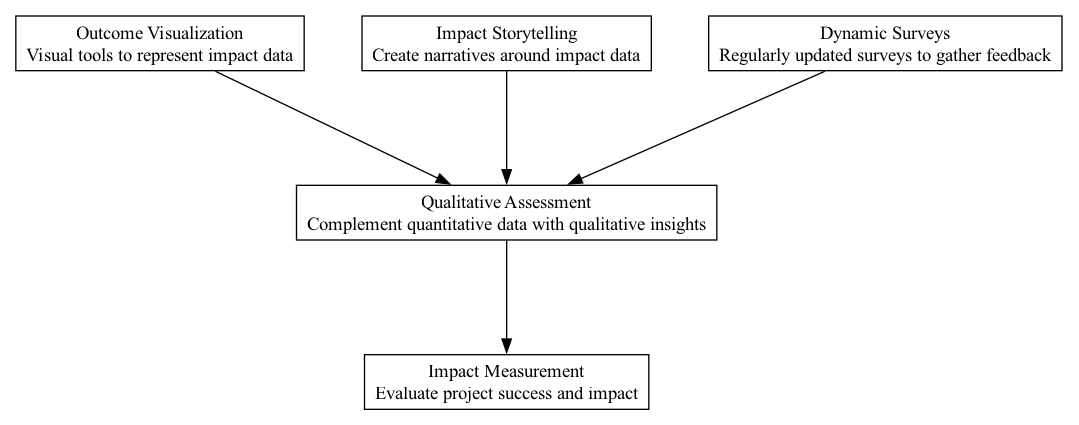 Outcome Visualization
Visual tools to represent impact data
Impact Storytelling
Create narratives around impact data
Dynamic Surveys
Regularly updated surveys to gather feedback
Qualitative Assessment
Complement quantitative data with qualitative insights
Impact Measurement
Evaluate project success and impact